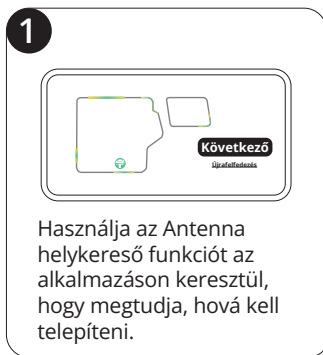 1
Következő
Újrafelfedezés
Használja az Antenna
helykereső funkciót az
alkalmazáson keresztül,
hogy megtudja, hová kell
telepíteni.